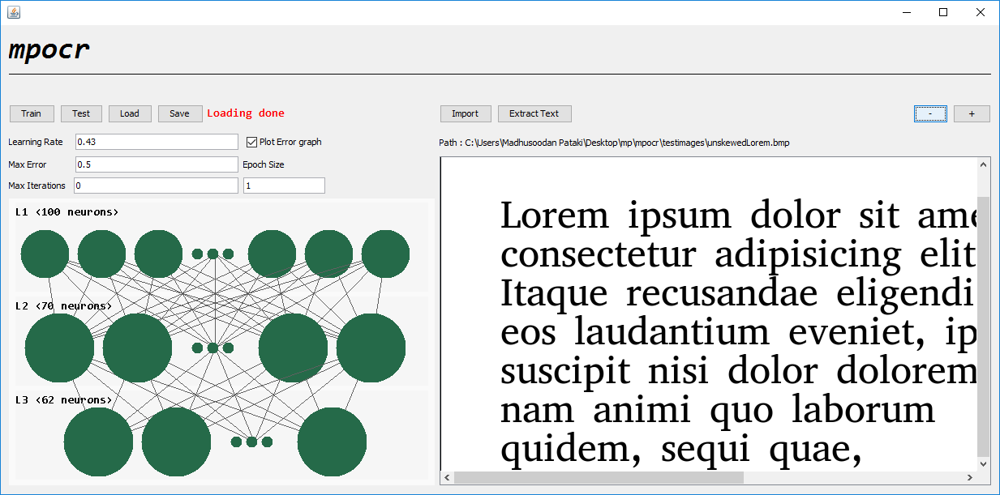 mpocr
Train Test Load Save Loading done
Learning Rate 0.43 Plot Error graph
Max Error 0.5 Epoch Size
Max Iterations 0 1
L1 <100 neurons>
L2 <70 neurons>
L3 <62 neurons>
Import Extract Text - +
Path : C:\Users\Madhusoodan Pataki\Desktop\mp\mpocr\testimages\unskewedLorem.bmp
Lorem ipsum dolor sit ame
consectetur adipisicing elit
Itaque recusandae eligendi
eos laudantium eveniet, ip
suscipit nisi dolor dolorem
nam animi quo laborum
quidem, sequi quae,